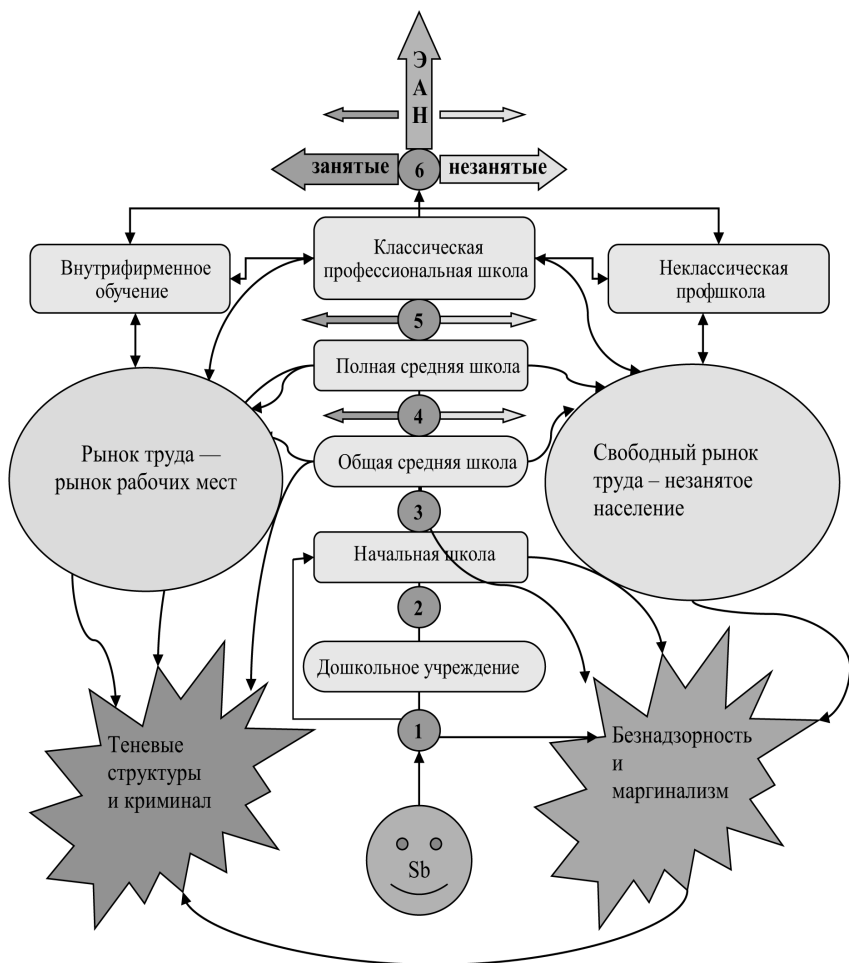 Э
А
Н
занятые
6
незанятые
Классическая
профессиональная школа
Внутрифирменное
обучение
Неклассическая
профшкола
5
Полная средняя школа
4
Рынок труда —
рынок рабочих мест
Общая средняя школа
Свободный рынок
труда – незанятое
население
3
Начальная школа
2
Дошкольное учреждение
1
Теневые
структуры
и криминал
Безнадзорность
и
маргинализм
Sb